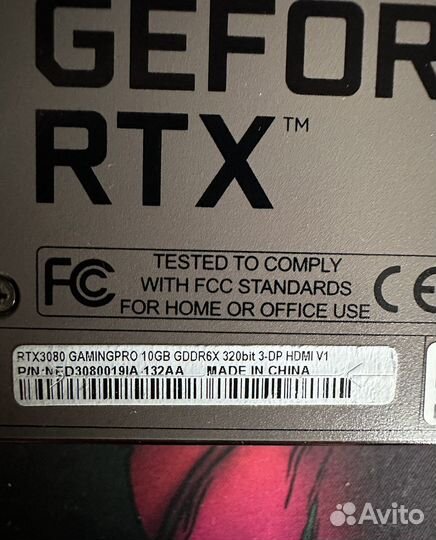 GEFOR
RTX™
FC
TESTED TO COMPLY
WITH FCC STANDARDS
FOR HOME OR OFFICE USE
CE
RTX3080 GAMINGPRO 10GB GDDR6X 320bit 3-DP HDMI V1
P/N:NED3080019IA-132AA MADE IN CHINA
Avito